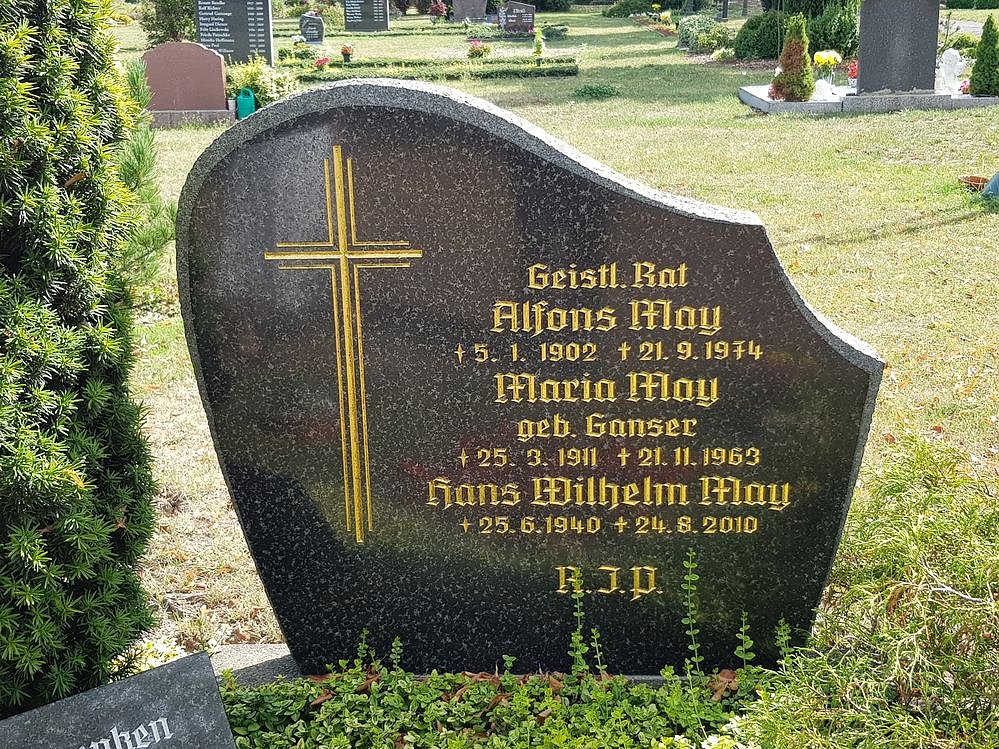 Geistl. Rat
Alfons May
✝5. 1. 1902 ✝21. 9. 1974
Maria May
geb. Ganser
✝25. 3. 1911 ✝21. 11. 1963
Hans Wilhelm May
✝25. 6. 1940 ✝24. 8. 2010
R.I.P.